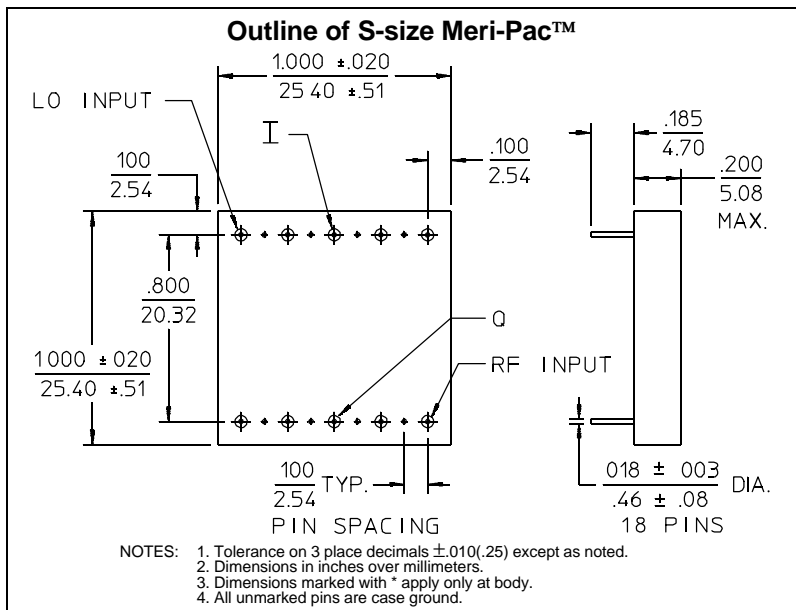 Outline of S-size Meri-Pac™
1.000 ±.020
25 40 ±.51
LO INPUT
I
100
2.54
.100
2.54
.185
4.70
.200
5.08
MAX.
.800
20.32
1000 ±020
25.40 ±.51
Q
RF INPUT
100
2.54
TYP.
PIN SPACING
018 ± 003
.46 ± .08
DIA.
18 PINS
NOTES: 1. Tolerance on 3 place decimals ±.010(.25) except as noted.
2. Dimensions in inches over millimeters.
3. Dimensions marked with * apply only at body.
4. All unmarked pins are case ground.